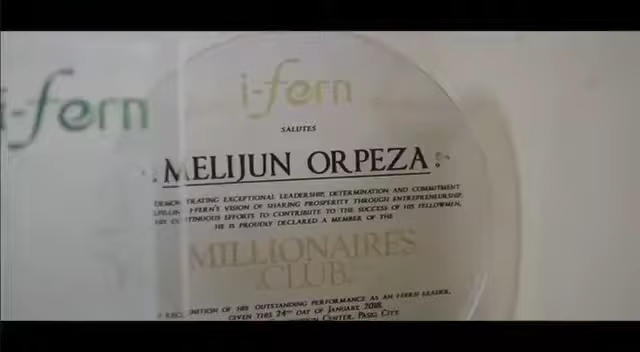 i-fern
i-fern
SALUTES
MELIJUN ORPEZA
EXCEPTIONAL LEADERSHIP, DETERMINATION AND COMMITMENT
I-FERN'S VISION OF SHARING PROSPERITY THROUGH ENTREPRENEURSHIP,
EFFORTS TO CONTRIBUTE TO THE SUCCESS OF HIS FELLOWMEN,
HE IS PROUDLY DECLARED A MEMBER OF THE
MILLIONAIRES
CLUB.
OF HIS OUTSTANDING PERFORMANCE AS AN I-FERN LEADER,
GIVEN THIS 24TH DAY OF JANUARY 2018,
CENTER, PASIG CITY